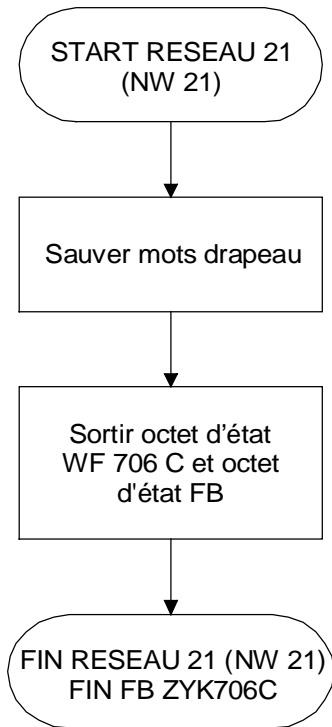 START RESEAU 21
(NW 21)
Sauver mots drapeau
Sortir octet d’état
WF 706 C et octet
d'état FB
FIN RESEAU 21 (NW 21)
FIN FB ZYK706C